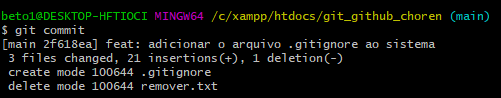 beto1@DESKTOP-HFTIOCI MINGW64 /c/xampp/htdocs/git_github_choren (main)
$ git commit
[main 2f618ea] feat: adicionar o arquivo .gitignore ao sistema
 3 files changed, 21 insertions(+), 1 deletion(-)
 create mode 100644 .gitignore
 delete mode 100644 remover.txt